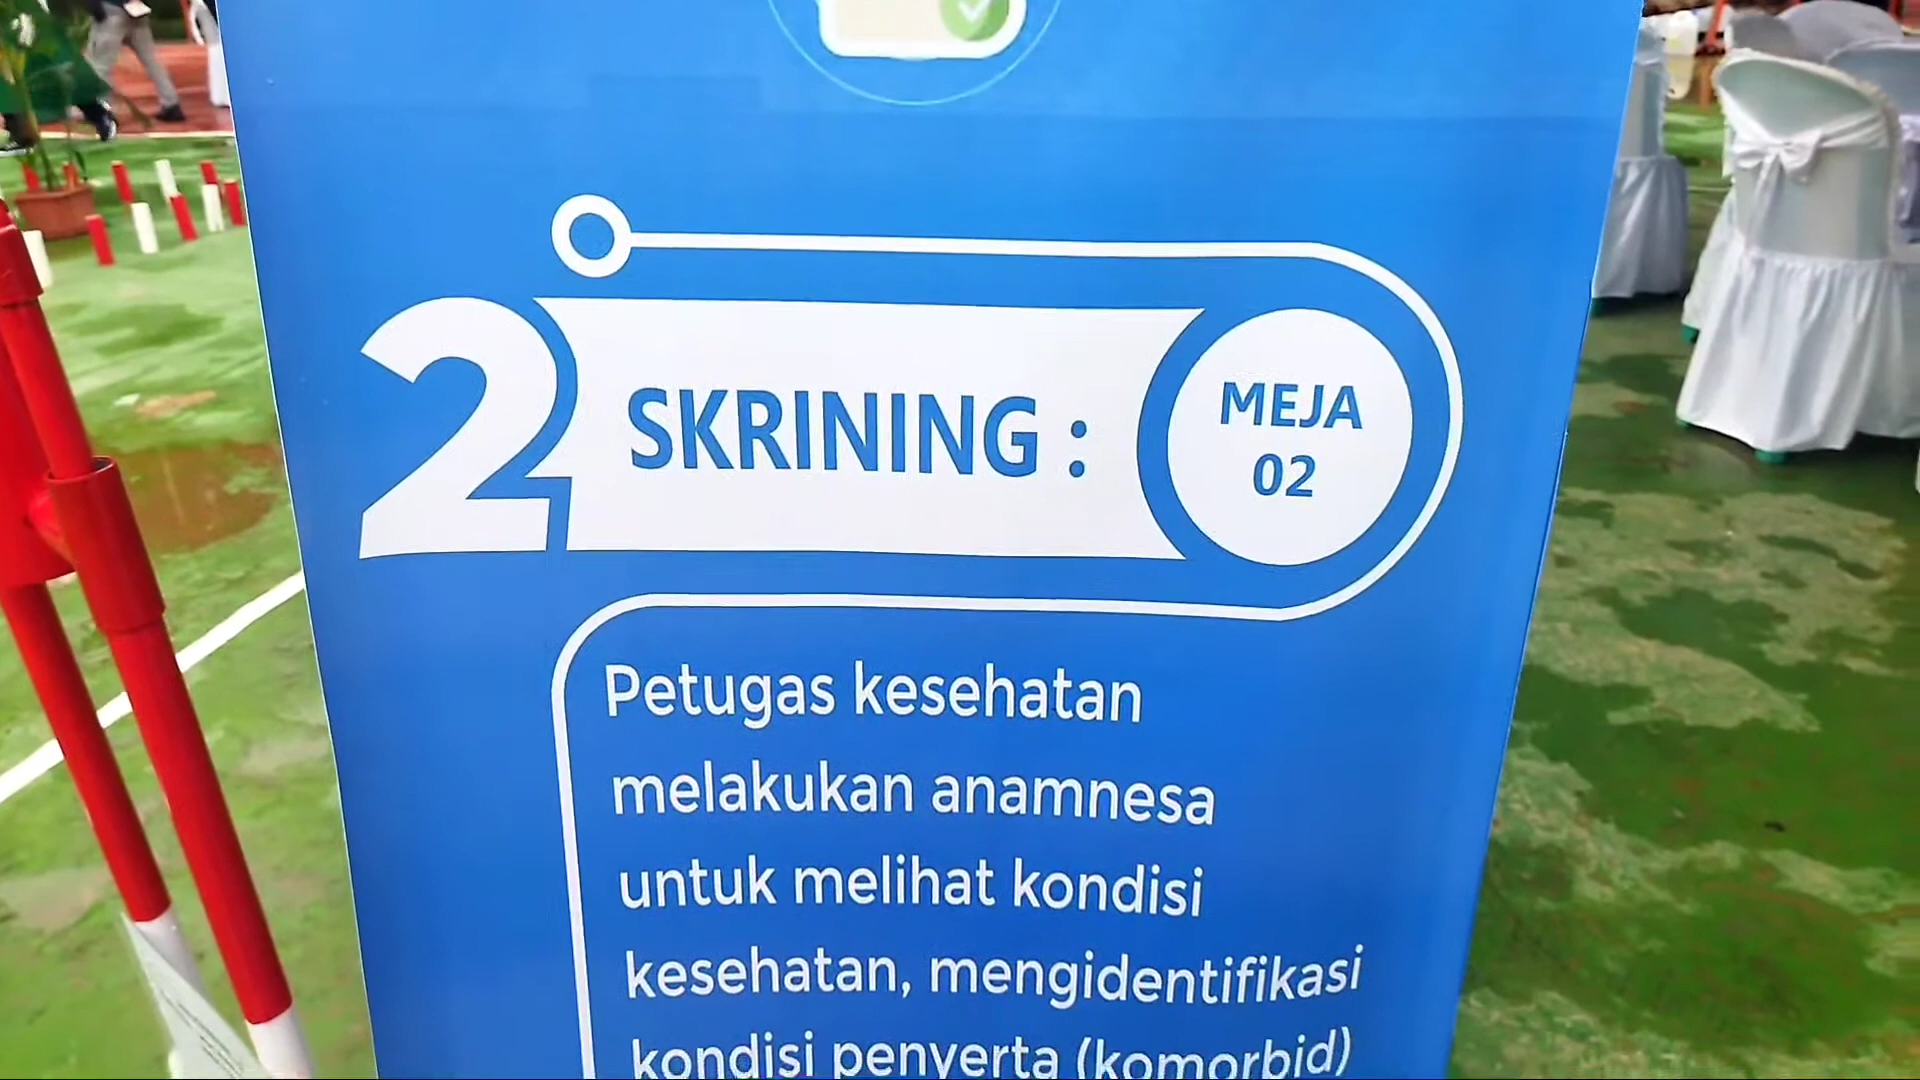 2
SKRINING :
MEJA
02
Petugas kesehatan
melakukan anamnesa
untuk melihat kondisi
kesehatan, mengidentifikasi
kondisi penyerta (komorbid)